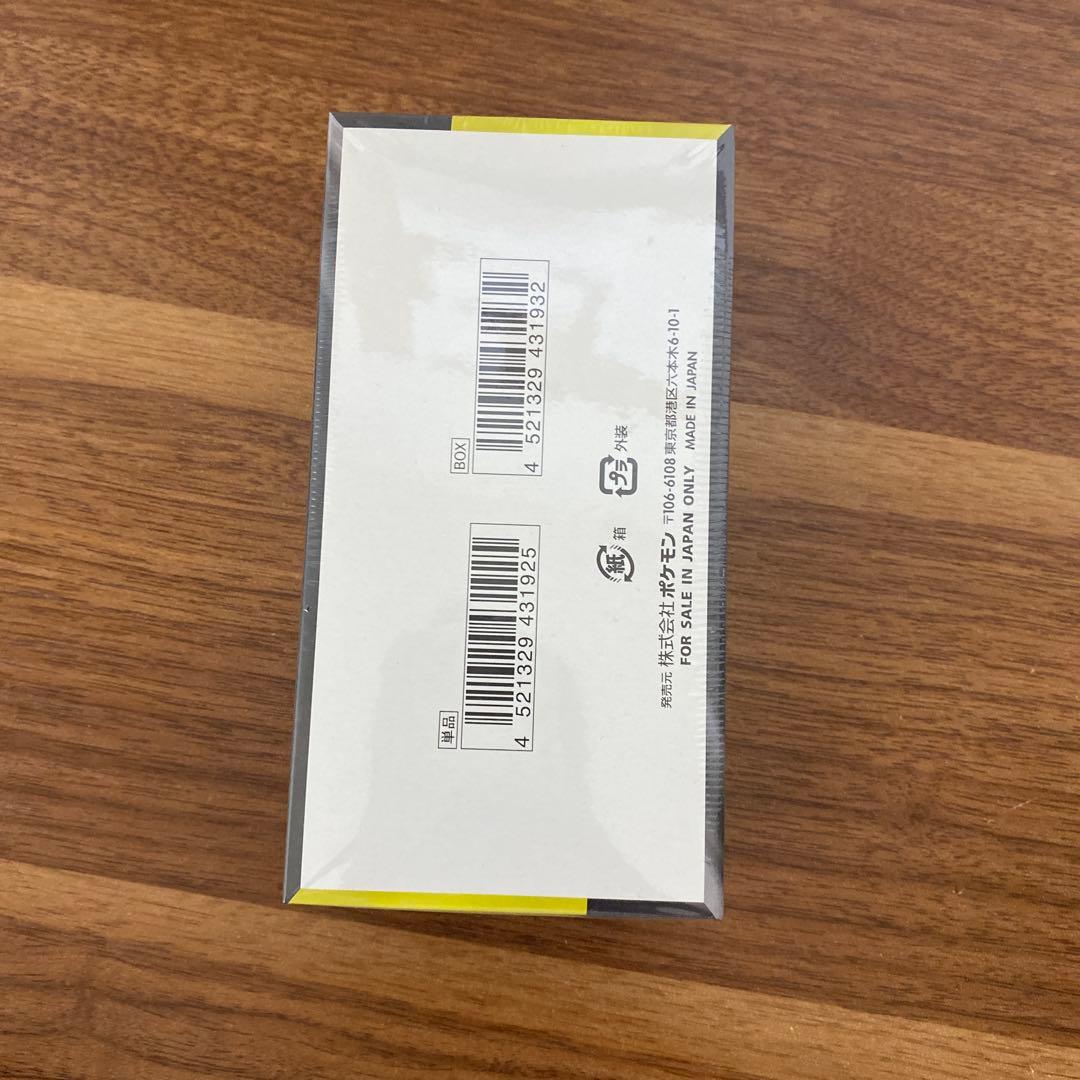 単品
4 521329 431925
BOX
4 521329 431932
紙 箱
プラ 外装
発売元 株式会社 ポケモン 〒106-6108 東京都港区六本木6-10-1
FOR SALE IN JAPAN ONLY MADE IN JAPAN